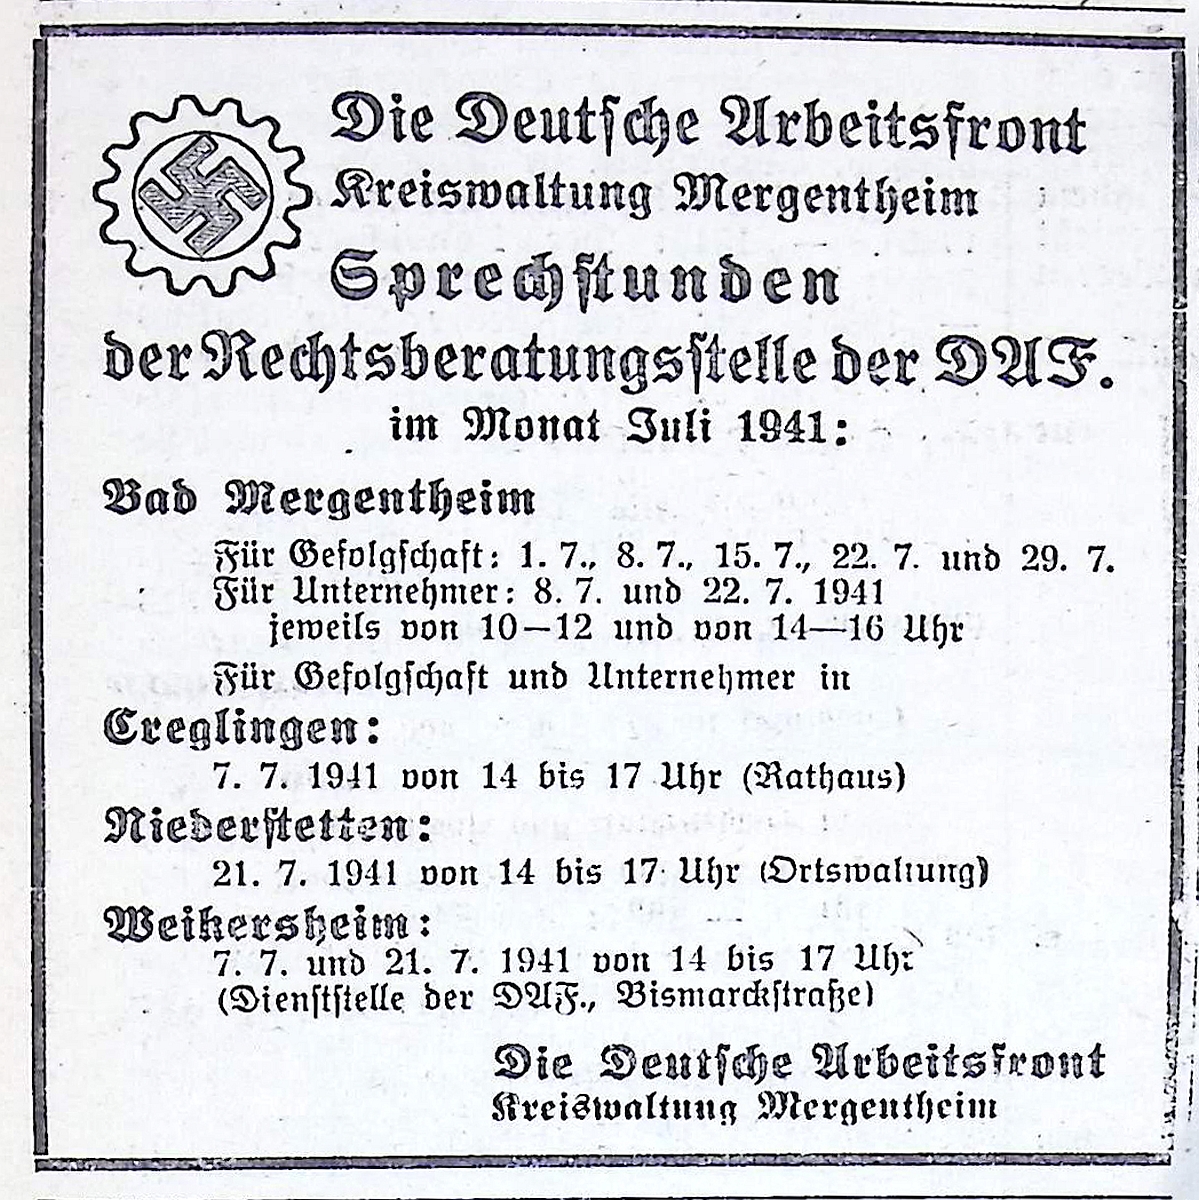 Die Deutsche Arbeitsfront
Kreiswaltung Mergentheim
Sprechstunden
der Rechtsberatungsstelle der DAF.
im Monat Juli 1941:
Bad Mergentheim
Für Gefolgschaft: 1. 7., 8. 7., 15. 7., 22. 7. und 29. 7.
Für Unternehmer: 8. 7. und 22. 7. 1941
jeweils von 10—12 und von 14—16 Uhr
Für Gefolgschaft und Unternehmer in
Creglingen:
7. 7. 1941 von 14 bis 17 Uhr (Rathaus)
Niederstetten:
21. 7. 1941 von 14 bis 17 Uhr (Ortswaltung)
Weikersheim:
7. 7. und 21. 7. 1941 von 14 bis 17 Uhr
(Dienststelle der DAF., Bismarckstraße)
Die Deutsche Arbeitsfront
Kreiswaltung Mergentheim